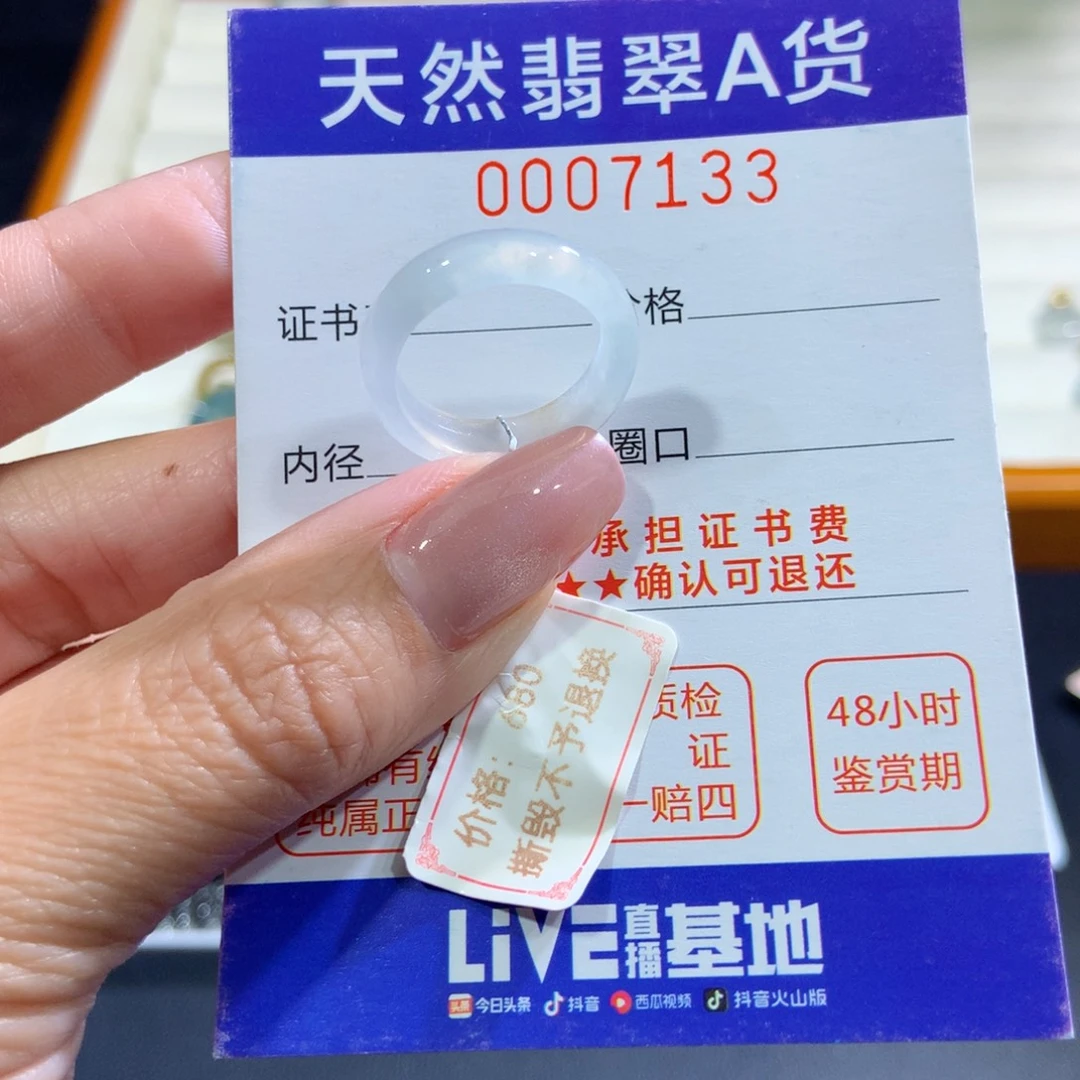 天然翡翠A货
0007133
证书
格
内径
圈口
承担证书费
★★确认可退还
质检
证
一赔四
48小时
鉴赏期
纯属正
价格：680
撕毁不予退换
LiVE直播基地
头条 今日头条 抖音 西瓜视频 抖音火山版